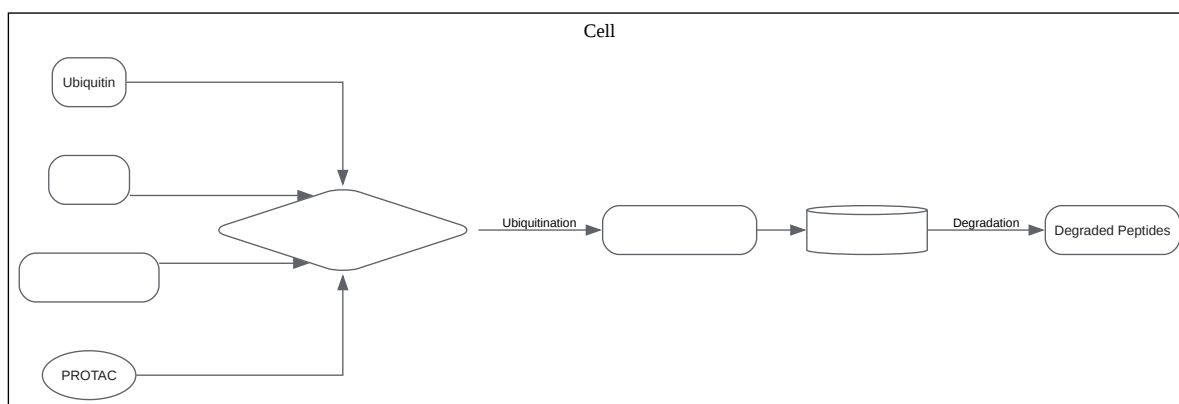 Cell
Ubiquitin
Ubiquitination
Degradation
Degraded Peptides
PROTAC